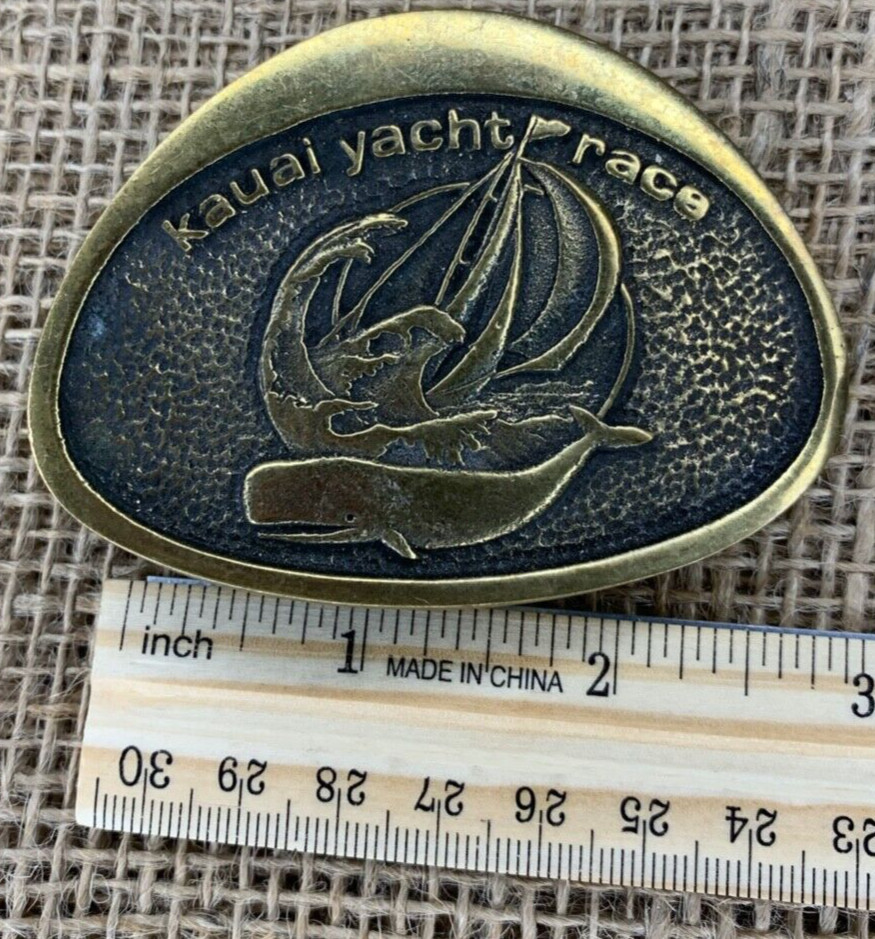 kauai yacht race
inch 1 MADE IN CHINA 2 3
30 29 28 27 26 25 24 23